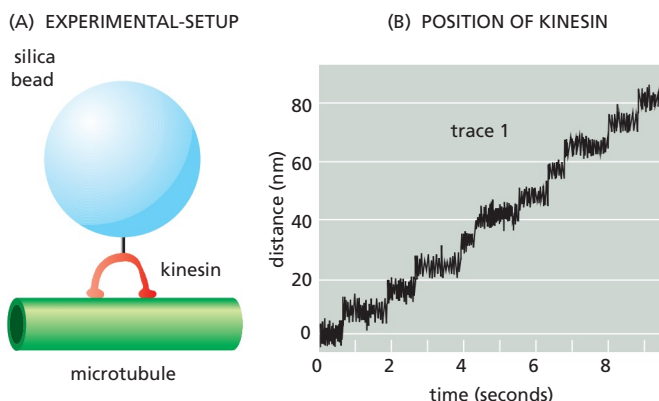 (A) EXPERIMENTAL-SETUP
silica
bead
kinesin
microtubule
(B) POSITION OF KINESIN
trace 1
distance (nm)
80
60
40
20
0
0 2 4 6 8
time (seconds)